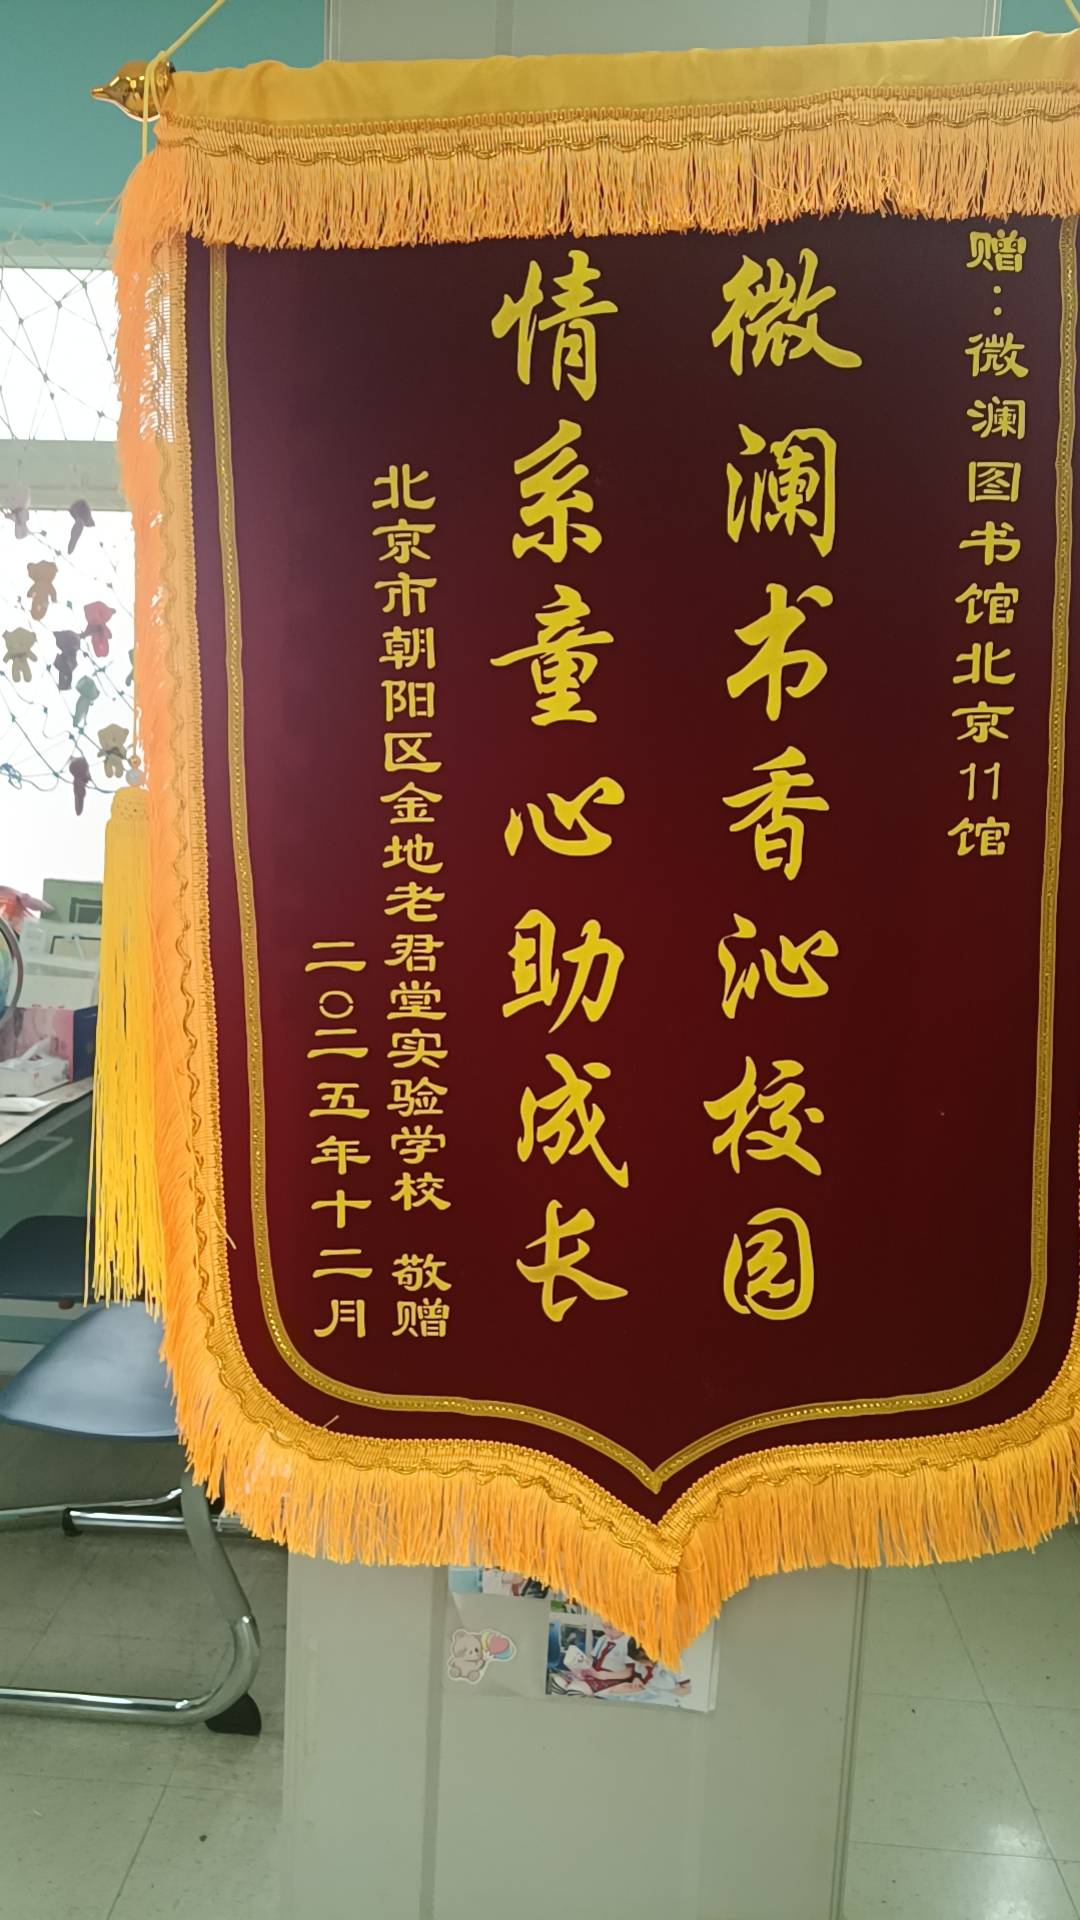 赠：微澜图书馆北京11馆
微澜书香沁校园
情系童心助成长
北京市朝阳区金地老君堂实验学校 敬赠
二〇二五年十二月